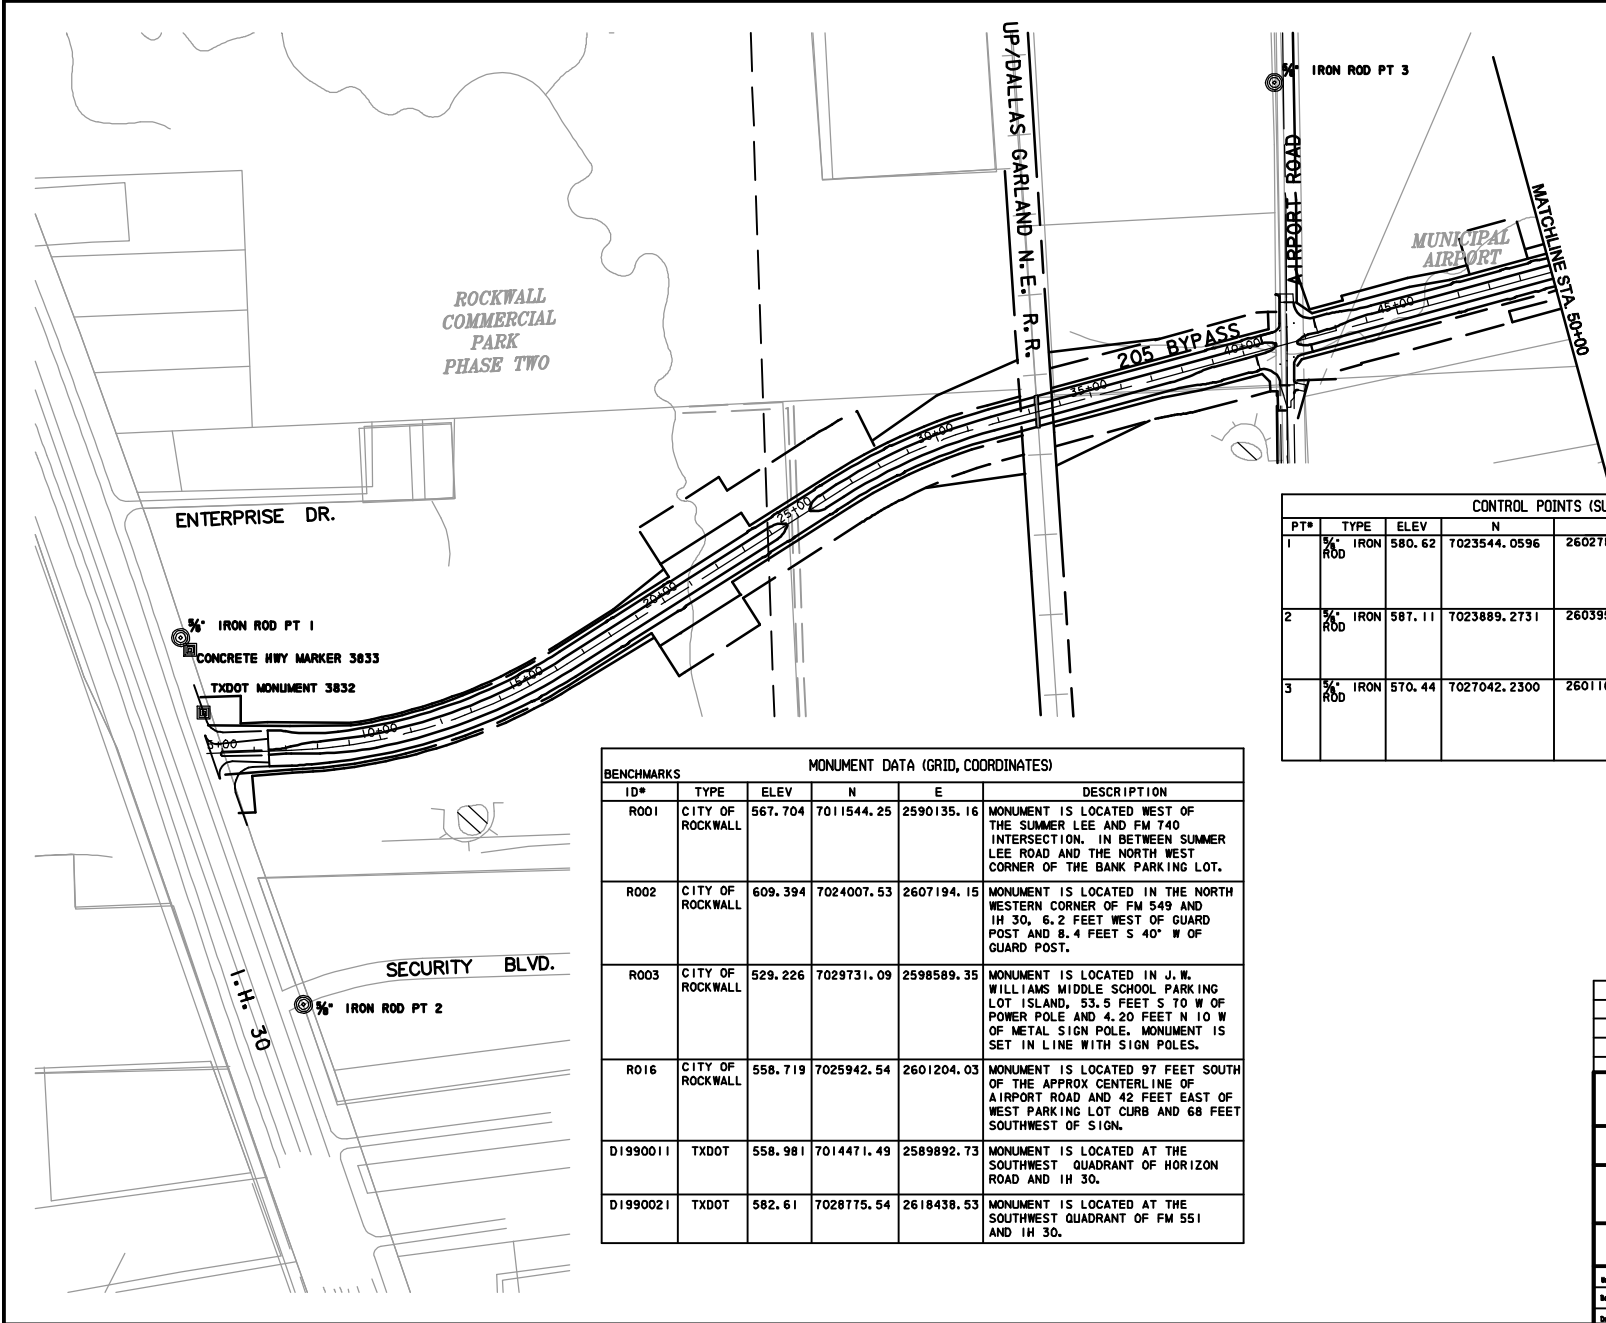 UP/DALLAS GARLAND N.E. R.R.
⅝" IRON ROD PT 3
AIRPORT ROAD
MATCHLINE STA. 50+00
MUNICIPAL
AIRPORT
ROCKWALL
COMMERCIAL
PARK
PHASE TWO
205 BYPASS
45+00
40+00
35+00
30+00
25+00
20+00
15+00
10+00
5+00
ENTERPRISE DR.
⅝" IRON ROD PT 1
CONCRETE HWY MARKER 3833
TXDOT MONUMENT 3832
SECURITY BLVD.
I.H. 30
⅝" IRON ROD PT 2
CONTROL POINTS (SU
PT# TYPE ELEV N
1 ⅝" IRON ROD 580.62 7023544.0596
2 ⅝" IRON ROD 587.11 7023889.2731 260395
3 ⅝" IRON ROD 570.44 7027042.2300
BENCHMARKS MONUMENT DATA (GRID, COORDINATES)
ID# TYPE ELEV N E DESCRIPTION
R001 CITY OF 567.704 7011544.25 2590135.16 MONUMENT IS LOCATED WEST OF
ROCKWALL THE SUMMER LEE AND FM 740
INTERSECTION. IN BETWEEN SUMMER
LEE ROAD AND THE NORTH WEST
CORNER OF THE BANK PARKING LOT.
R002 CITY OF 609.394 7024007.53 2607194.15 MONUMENT IS LOCATED IN THE NORTH
ROCKWALL WESTERN CORNER OF FM 549 AND
IH 30, 6.2 FEET WEST OF GUARD
POST AND 8.4 FEET S 40° W OF
GUARD POST.
R003 CITY OF 529.226 7029731.09 2598589.35 MONUMENT IS LOCATED IN J.W.
ROCKWALL WILLIAMS MIDDLE SCHOOL PARKING
LOT ISLAND, 53.5 FEET S 70 W OF
POWER POLE AND 4.20 FEET N 10 W
OF METAL SIGN POLE. MONUMENT IS
SET IN LINE WITH SIGN POLES.
R016 CITY OF 558.719 7025942.54 2601204.03 MONUMENT IS LOCATED 97 FEET SOUTH
ROCKWALL OF THE APPROX CENTERLINE OF
AIRPORT ROAD AND 42 FEET EAST OF
WEST PARKING LOT CURB AND 68 FEET
SOUTHWEST OF SIGN.
D1990011 TXDOT 558.981 7014471.49 2589892.73 MONUMENT IS LOCATED AT THE
SOUTHWEST QUADRANT OF HORIZON
ROAD AND IH 30.
D1990021 TXDOT 582.61 7028775.54 2618438.53 MONUMENT IS LOCATED AT THE
SOUTHWEST QUADRANT OF FM 551
AND IH 30.